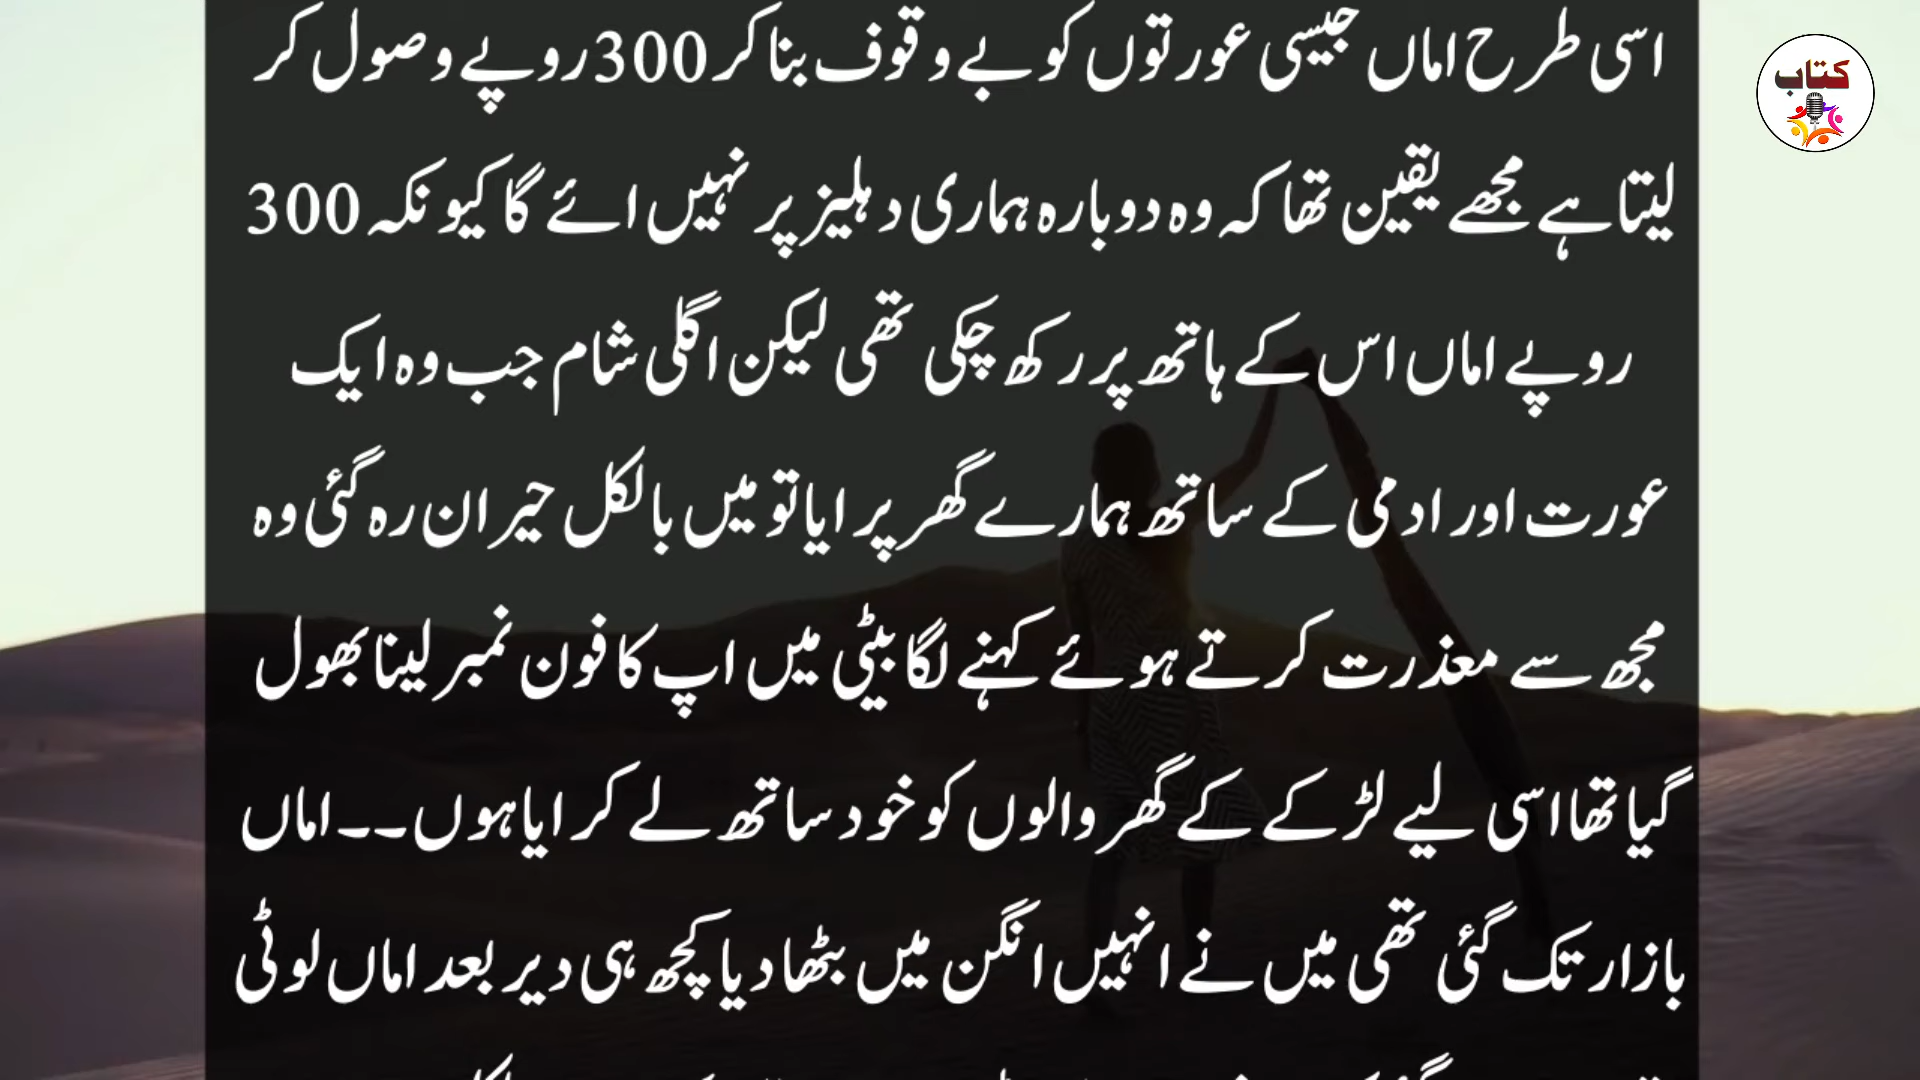 اسی طرح اماں جیسی عورتوں کو بے وقوف بنا کر 300 روپے وصول کر
لیتا ہے مجھے یقین تھا کہ وہ دوبارہ ہماری دہلیز پر نہیں ائے گا کیونکہ 300
روپے اماں اس کے ہاتھ پر رکھ چکی تھی لیکن اگلی شام جب وہ ایک
عورت اور ادمی کے ساتھ ہمارے گھر پر ایا تو میں بالکل حیران رہ گئی وہ
مجھ سے معذرت کرتے ہوئے کہنے لگا بیٹی میں اپ کا فون نمبر لینا بھول
گیا تھا اسی لیے لڑکے کے گھر والوں کو خود ساتھ لے کر ایا ہوں۔۔ اماں
بازار تک گئی تھی میں نے انہیں انگن میں بٹھا دیا کچھ ہی دیر بعد اماں لوٹی
کتاب